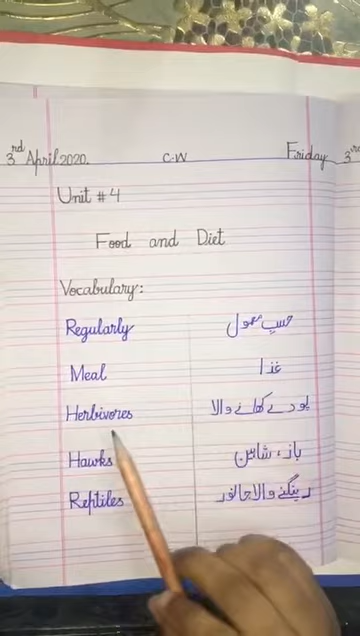 3rd April 2020. C-W Friday 3rd
Unit # 4
Food and Diet
Vocabulary:
Regularly حسبِ معمول
Meal غذا
Herbivores پودے کھانے والا
Hawks باز، شاہین
Reptiles رینگنے والا جانور